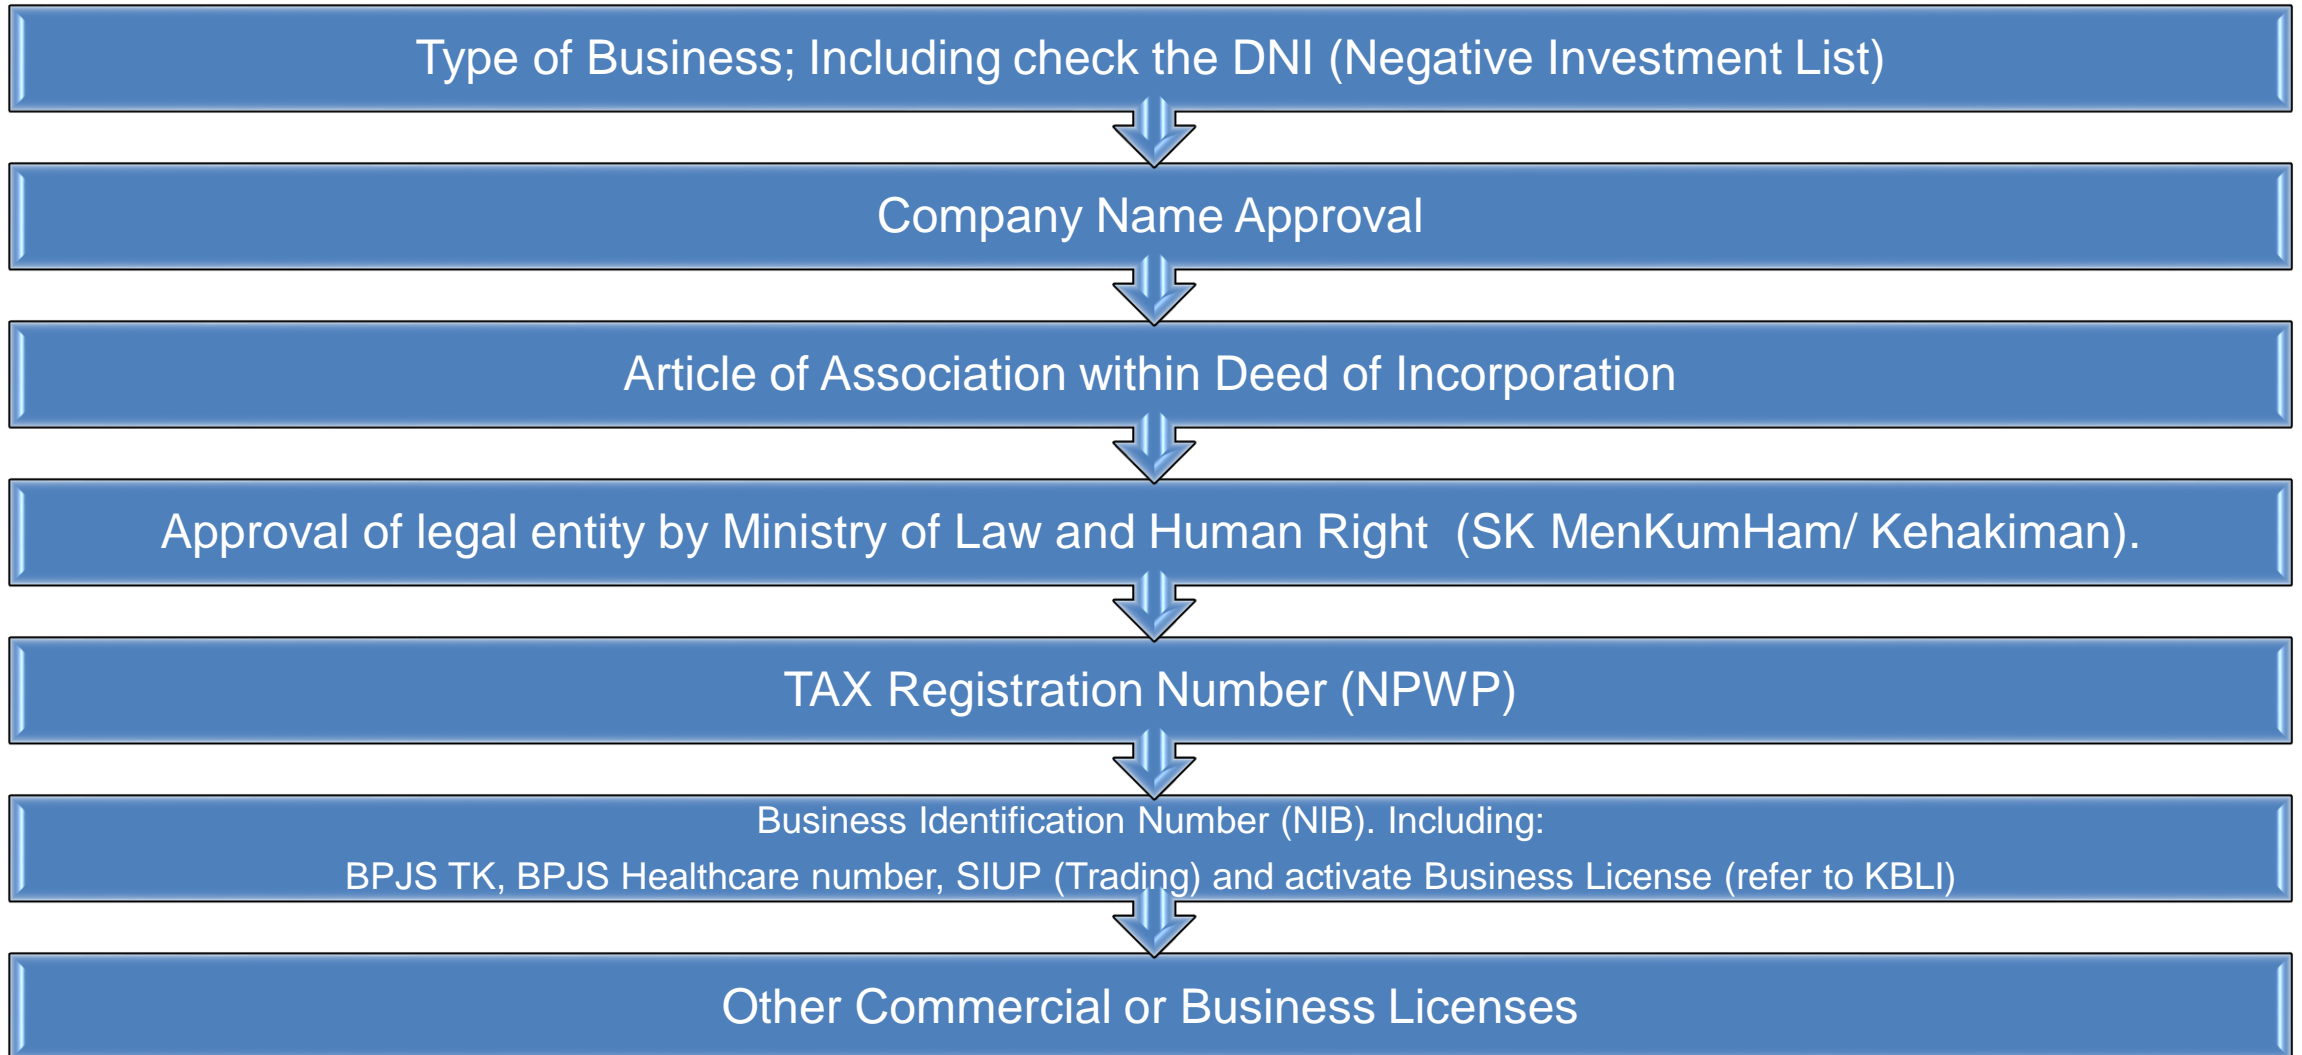 Type of Business; Including check the DNI (Negative Investment List)
Company Name Approval
Article of Association within Deed of Incorporation
Approval of legal entity by Ministry of Law and Human Right (SK MenKumHam/ Kehakiman).
TAX Registration Number (NPWP)
Business Identification Number (NIB). Including:
BPJS TK, BPJS Healthcare number, SIUP (Trading) and activate Business License (refer to KBLI)
Other Commercial or Business Licenses